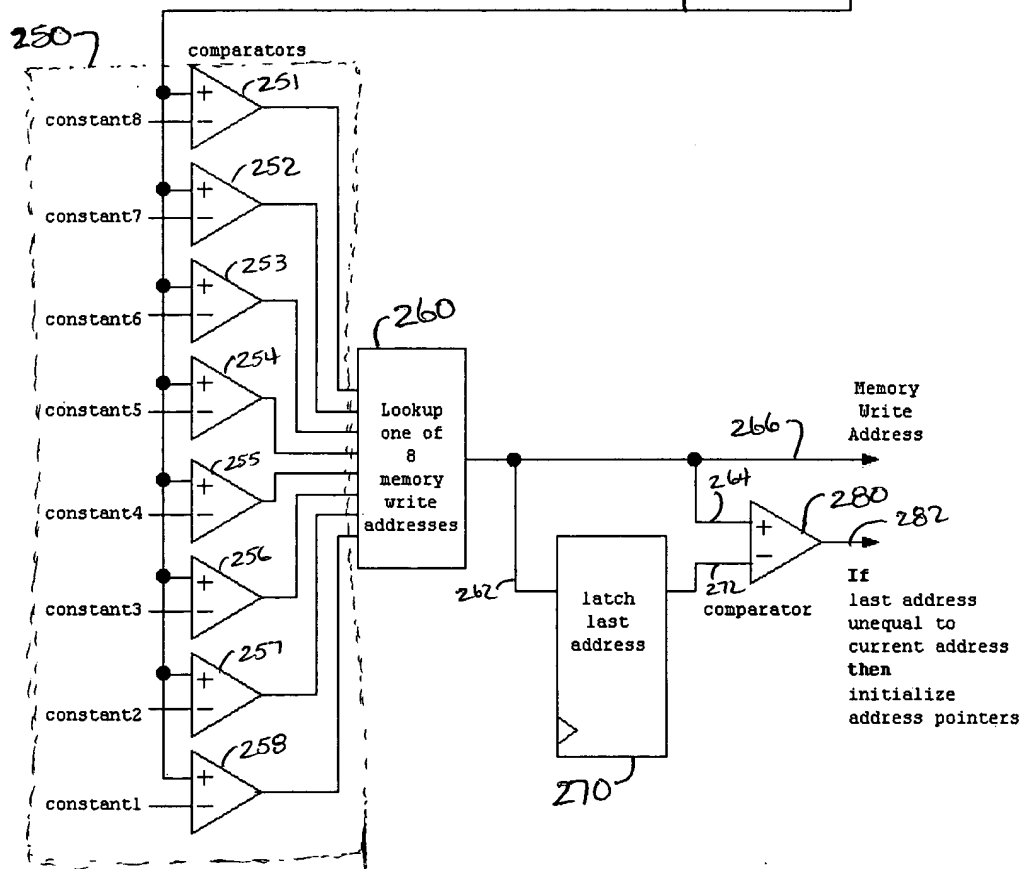 250
comparators
251
+
constant8 −
252
+
constant7 −
253
+
constant6 −
254
+
constant5 −
255
+
constant4 −
256
+
constant3 −
257
+
constant2 −
258
+
constant1 −
260
Lookup
one of
8
memory
write
addresses
262
latch
last
address
270
266
Memory
Write
Address
264
+
−
272
comparator
280
282
If
last address
unequal to
current address
then
initialize
address pointers